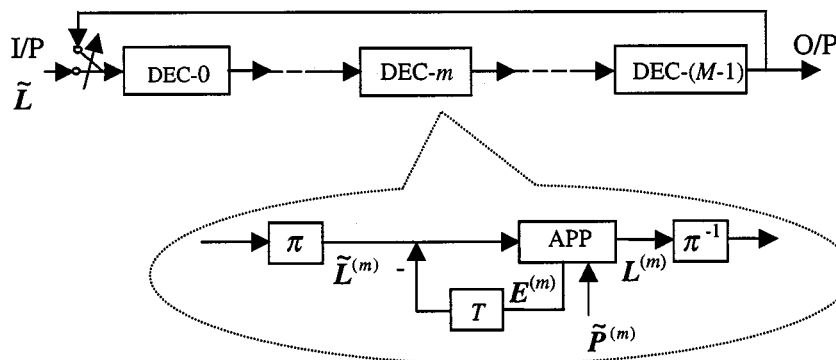 I/P
L̃
DEC-0
DEC-m
DEC-(M-1)
O/P
π
L̃⁽ᵐ⁾
-
T
E⁽ᵐ⁾
APP
P̃⁽ᵐ⁾
L⁽ᵐ⁾
π⁻¹